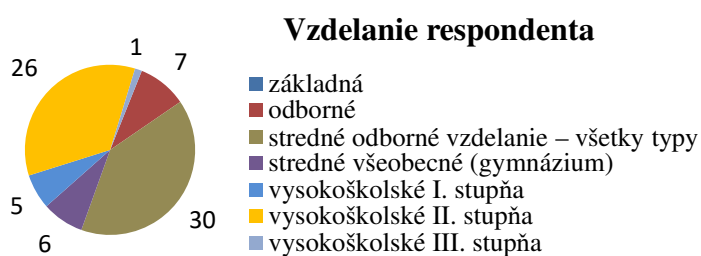 Vzdelanie respondenta
1
7
26
5
6
30
základná
odborné
stredné odborné vzdelanie – všetky typy
stredné všeobecné (gymnázium)
vysokoškolské I. stupňa
vysokoškolské II. stupňa
vysokoškolské III. stupňa